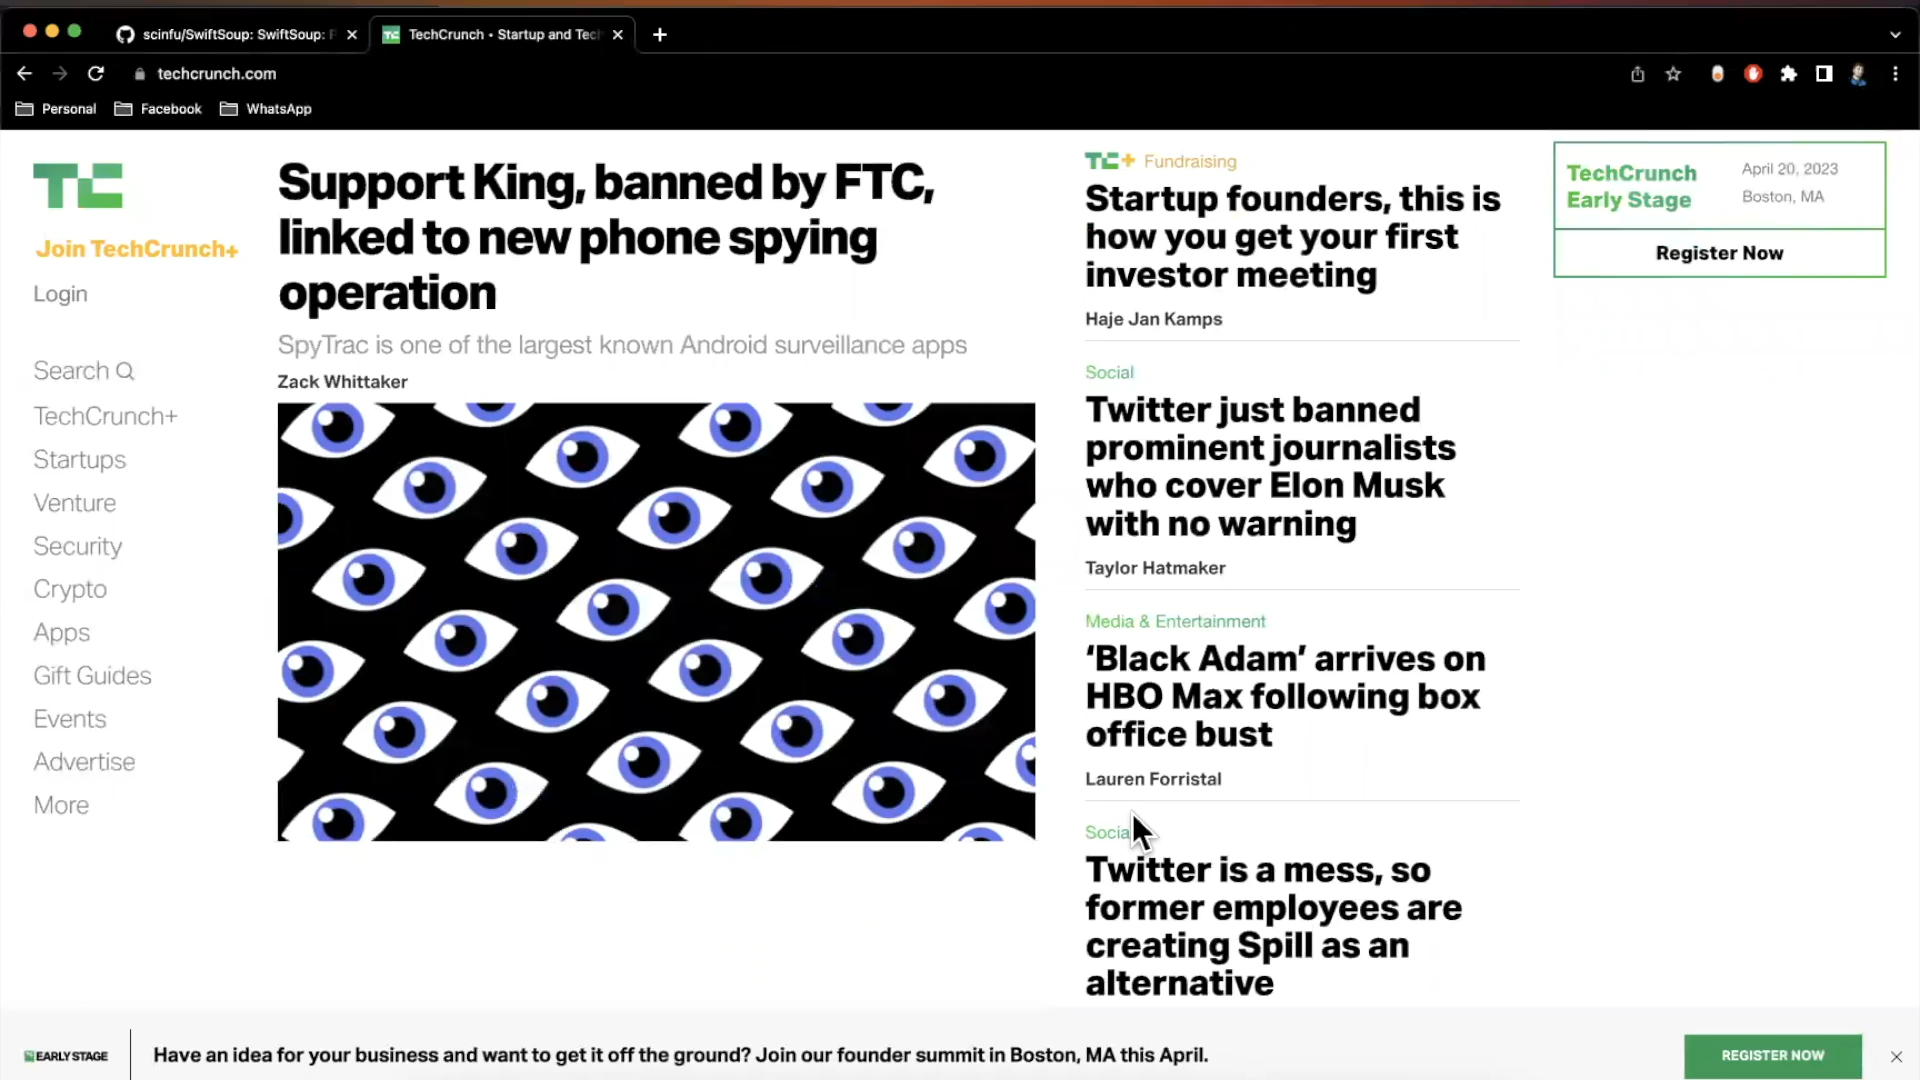 scinfu/SwiftSoup: SwiftSoup:
TechCrunch • Startup and Tec
techcrunch.com
Personal
Facebook
WhatsApp
TC
Join TechCrunch+
Login
Search
TechCrunch+
Startups
Venture
Security
Crypto
Apps
Gift Guides
Events
Advertise
More
Support King, banned by FTC,
linked to new phone spying
operation
SpyTrac is one of the largest known Android surveillance apps
Zack Whittaker
TC+ Fundraising
Startup founders, this is
how you get your first
investor meeting
Haje Jan Kamps
Social
Twitter just banned
prominent journalists
who cover Elon Musk
with no warning
Taylor Hatmaker
Media & Entertainment
‘Black Adam’ arrives on
HBO Max following box
office bust
Lauren Forristal
Social
Twitter is a mess, so
former employees are
creating Spill as an
alternative
TechCrunch
Early Stage
April 20, 2023
Boston, MA
Register Now
EARLY STAGE
Have an idea for your business and want to get it off the ground? Join our founder summit in Boston, MA this April.
REGISTER NOW